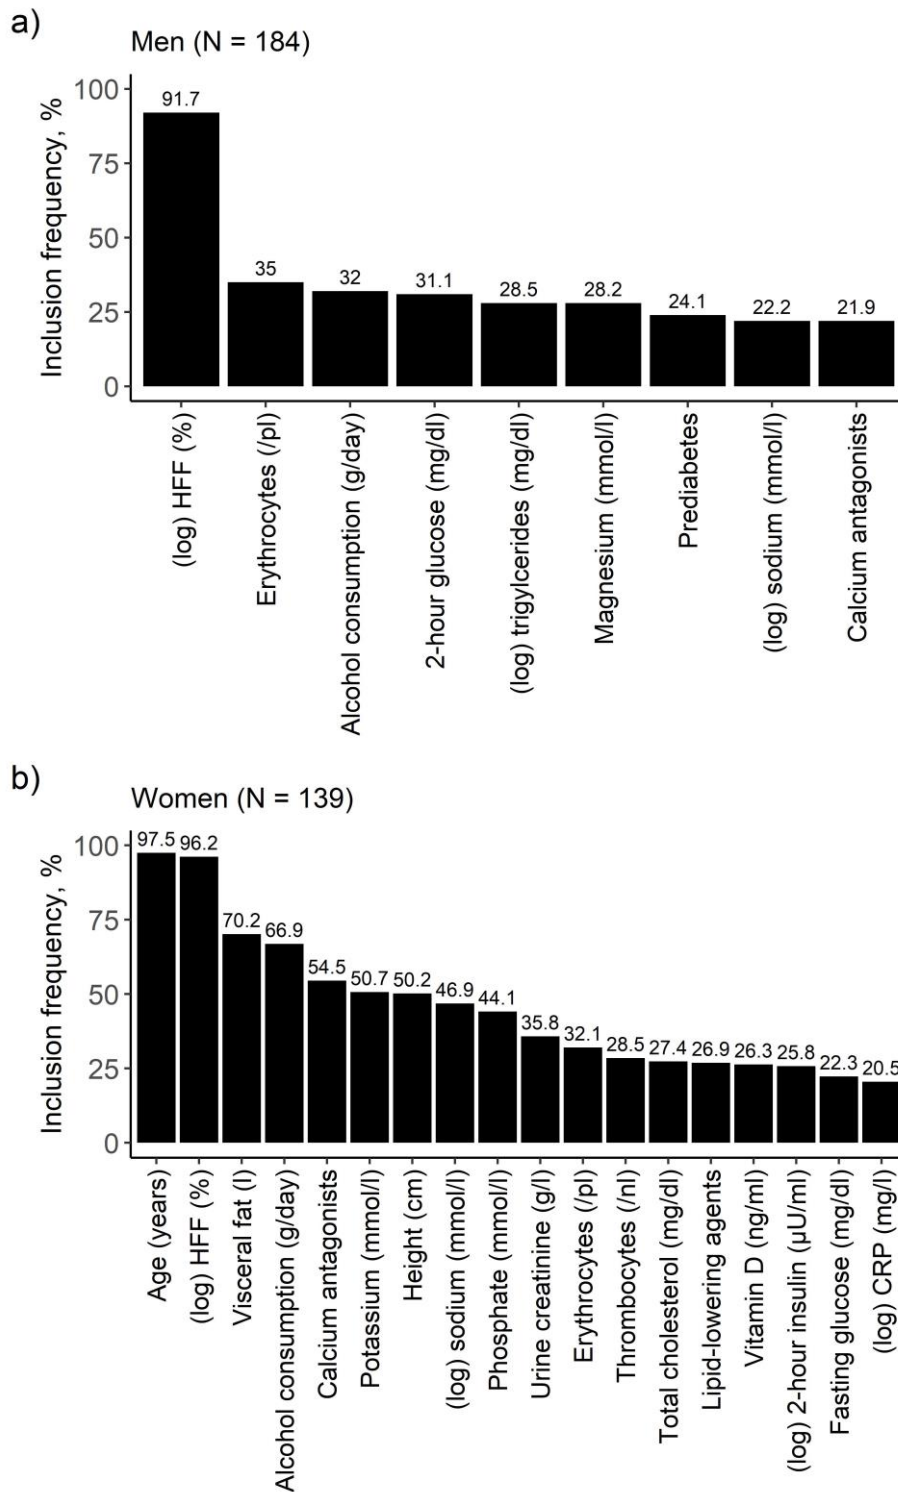 a)
Men (N = 184)
Inclusion frequency, %
100
75
50
25
0
91.7
35
32
31.1
28.5
28.2
24.1
22.2
21.9
(log) HFF (%)
Erythrocytes (/pl)
Alcohol consumption (g/day)
2-hour glucose (mg/dl)
(log) trigylcerides (mg/dl)
Magnesium (mmol/l)
Prediabetes
(log) sodium (mmol/l)
Calcium antagonists
b)
Women (N = 139)
Inclusion frequency, %
100
75
50
25
0
97.5
96.2
70.2
66.9
54.5
50.7
50.2
46.9
44.1
35.8
32.1
28.5
27.4
26.9
26.3
25.8
22.3
20.5
Age (years)
(log) HFF (%)
Visceral fat (l)
Alcohol consumption (g/day)
Calcium antagonists
Potassium (mmol/l)
Height (cm)
(log) sodium (mmol/l)
Phosphate (mmol/l)
Urine creatinine (g/l)
Erythrocytes (/pl)
Thrombocytes (/nl)
Total cholesterol (mg/dl)
Lipid-lowering agents
Vitamin D (ng/ml)
(log) 2-hour insulin (µU/ml)
Fasting glucose (mg/dl)
(log) CRP (mg/l)